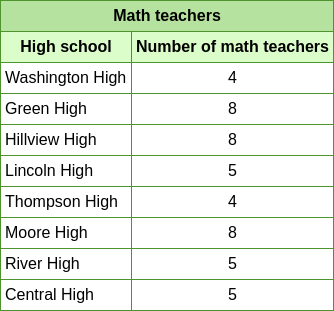 Math teachers
High school Number of math teachers
Washington High 4
Green High 8
Hillview High 8
Lincoln High 5
Thompson High 4
Moore High 8
River High 5
Central High 5